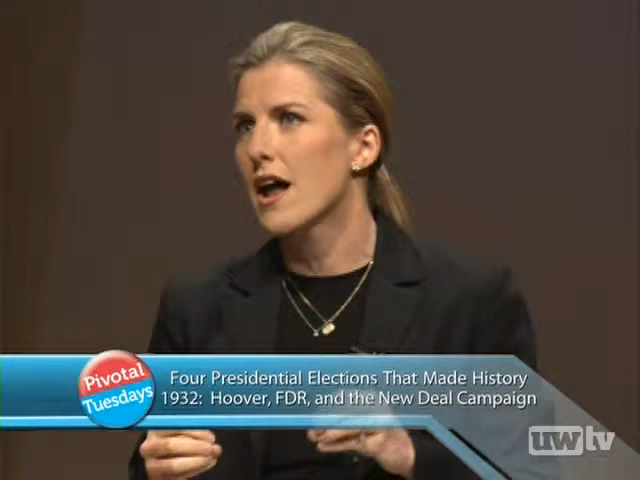 Pivotal
Tuesdays
Four Presidential Elections That Made History
1932: Hoover, FDR, and the New Deal Campaign
uwtv